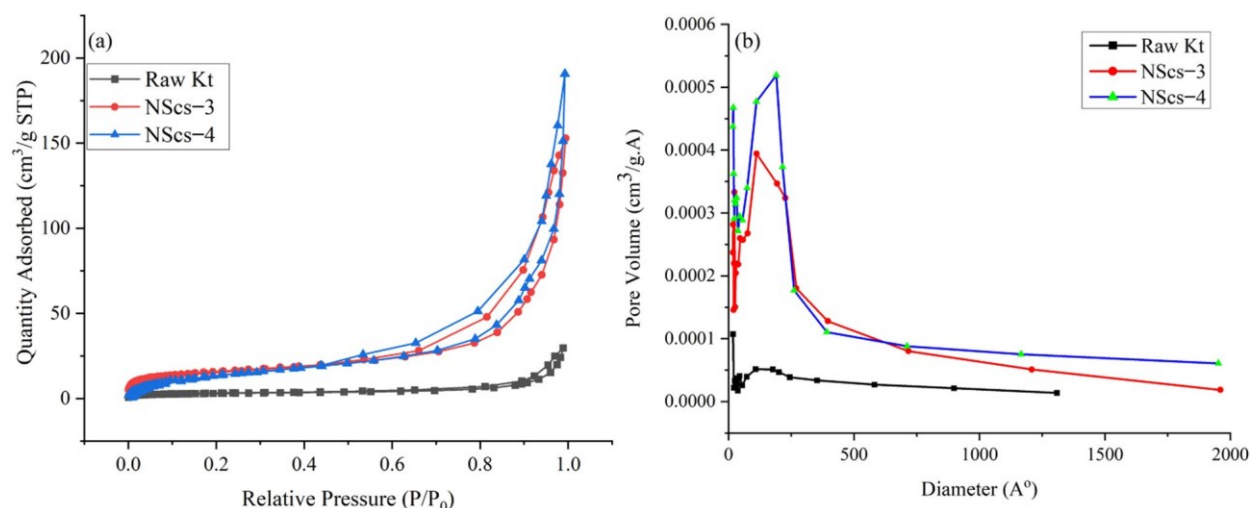 (a)
Raw Kt
NScs−3
NScs−4
200
150
100
50
0
Quantity Adsorbed (cm³/g STP)
0.0 0.2 0.4 0.6 0.8 1.0
Relative Pressure (P/P₀)
(b)
Raw Kt
NScs−3
NScs−4
0.0006
0.0005
0.0004
0.0003
0.0002
0.0001
0.0000
Pore Volume (cm³/g.A)
0 500 1000 1250 1500 1750 2000
Diameter (Aº)